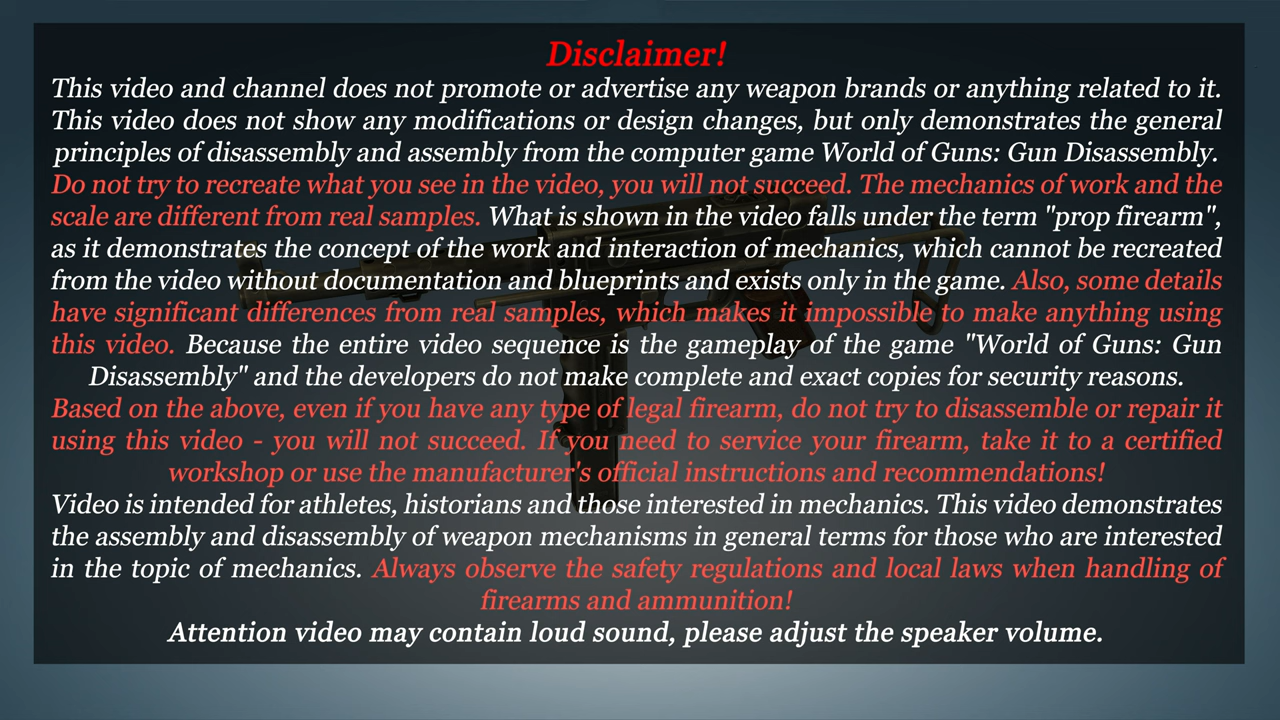 Disclaimer!
This video and channel does not promote or advertise any weapon brands or anything related to it.
This video does not show any modifications or design changes, but only demonstrates the general
principles of disassembly and assembly from the computer game World of Guns: Gun Disassembly.
Do not try to recreate what you see in the video, you will not succeed. The mechanics of work and the
scale are different from real samples. What is shown in the video falls under the term "prop firearm",
as it demonstrates the concept of the work and interaction of mechanics, which cannot be recreated
from the video without documentation and blueprints and exists only in the game. Also, some details
have significant differences from real samples, which makes it impossible to make anything using
this video. Because the entire video sequence is the gameplay of the game "World of Guns: Gun
Disassembly" and the developers do not make complete and exact copies for security reasons.
Based on the above, even if you have any type of legal firearm, do not try to disassemble or repair it
using this video - you will not succeed. If you need to service your firearm, take it to a certified
workshop or use the manufacturer's official instructions and recommendations!
Video is intended for athletes, historians and those interested in mechanics. This video demonstrates
the assembly and disassembly of weapon mechanisms in general terms for those who are interested
in the topic of mechanics. Always observe the safety regulations and local laws when handling of
firearms and ammunition!
Attention video may contain loud sound, please adjust the speaker volume.